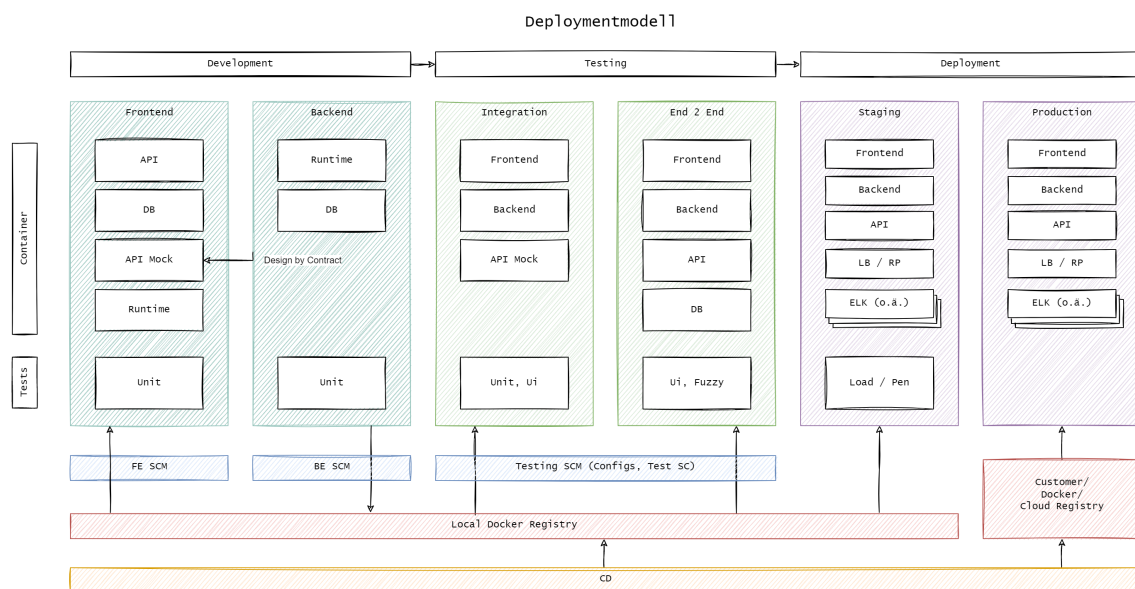 Deploymentmodell
Development
Testing
Deployment
Container
Tests
Frontend
API
DB
API Mock
Runtime
Unit
Backend
Runtime
DB
Design by Contract
Unit
Integration
Frontend
Backend
API Mock
Unit, Ui
End 2 End
Frontend
Backend
API
DB
Ui, Fuzzy
Staging
Frontend
Backend
API
LB / RP
ELK (o.ä.)
Load / Pen
Production
Frontend
Backend
API
LB / RP
ELK (o.ä.)
FE SCM
BE SCM
Testing SCM (Configs, Test SC)
Local Docker Registry
Customer/
Docker/
Cloud Registry
CD